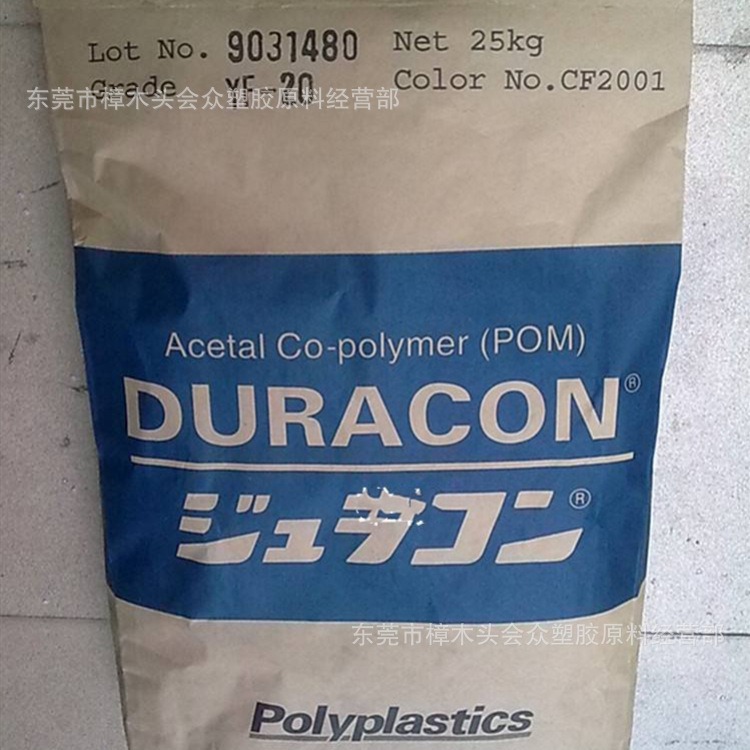 Lot No. 9031480 Net 25kg
Grade YF-20 Color No.CF2001
东莞市樟木头会众塑胶原料经营部
Acetal Co-polymer (POM)
DURACON®
ジュラコン®
东莞市樟木头会众塑胶原料经营部
Polyplastics